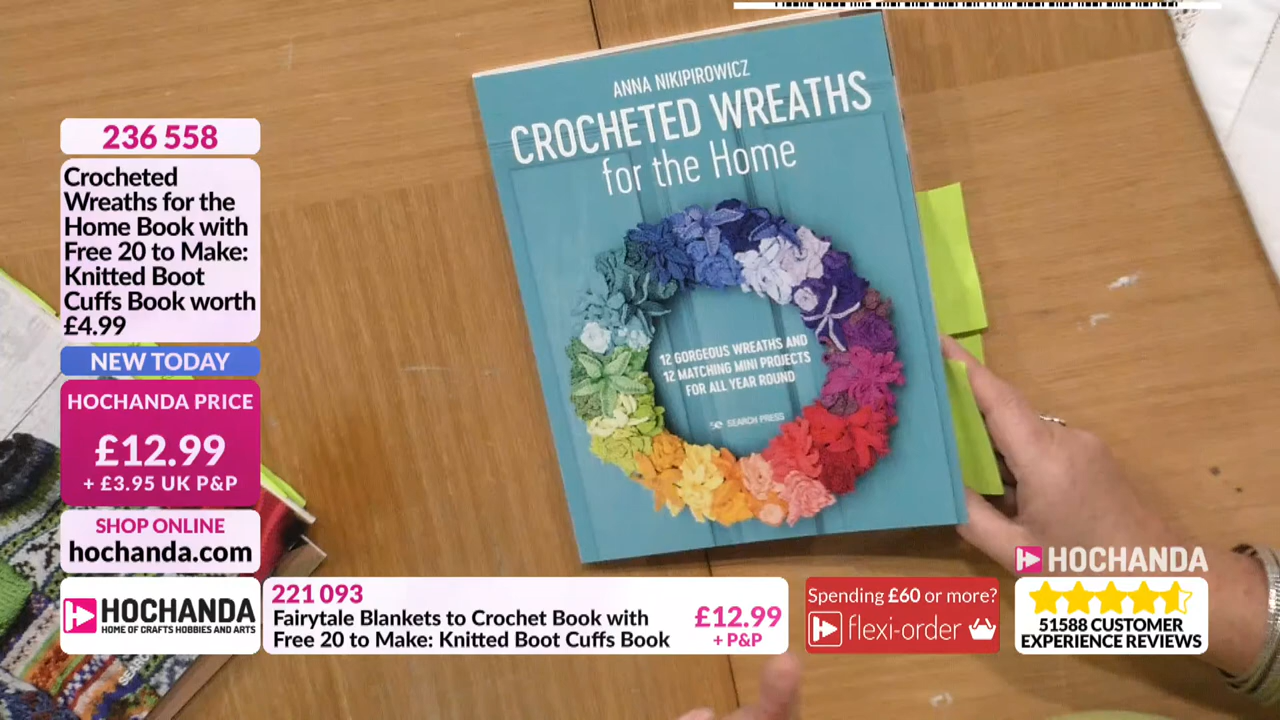 236 558
Crocheted
Wreaths for the
Home Book with
Free 20 to Make:
Knitted Boot
Cuffs Book worth
£4.99
NEW TODAY
HOCHANDA PRICE
£12.99
+ £3.95 UK P&P
SHOP ONLINE
hochanda.com
HOCHANDA
HOME OF CRAFTS HOBBIES AND ARTS
ANNA NIKIPIROWICZ
CROCHETED WREATHS
for the Home
12 GORGEOUS WREATHS AND
12 MATCHING MINI PROJECTS
FOR ALL YEAR ROUND
SEARCH PRESS
221 093
Fairytale Blankets to Crochet Book with
Free 20 to Make: Knitted Boot Cuffs Book
£12.99
+ P&P
Spending £60 or more?
flexi-order
HOCHANDA
51588 CUSTOMER
EXPERIENCE REVIEWS